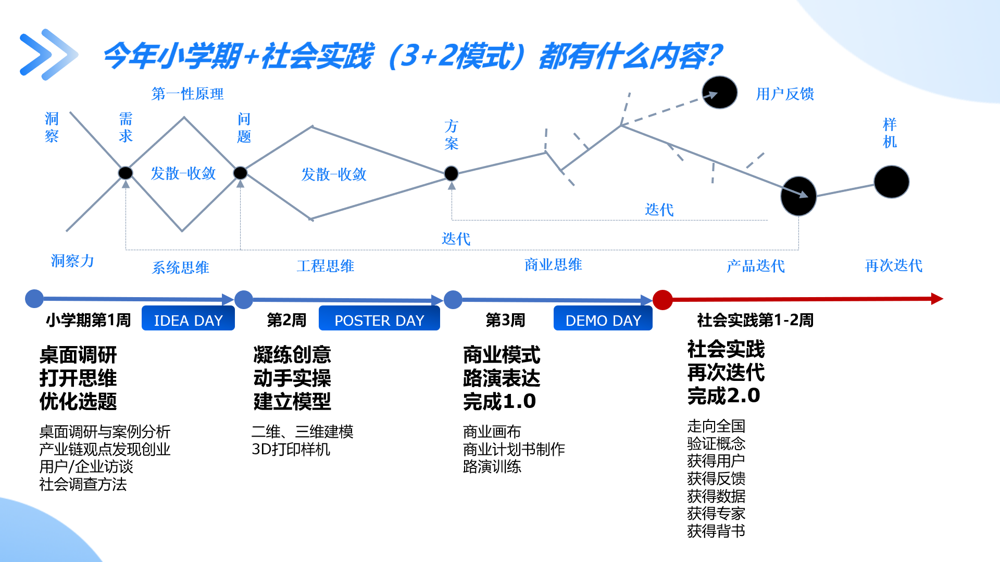 今年小学期+社会实践（3+2模式）都有什么内容?
第一性原理
洞察
需求
问题
方案
用户反馈
样机
发散-收敛
发散-收敛
迭代
迭代
洞察力
系统思维
工程思维
商业思维
产品迭代
再次迭代
小学期第1周
IDEA DAY
第2周
POSTER DAY
第3周
DEMO DAY
社会实践第1-2周
桌面调研
打开思维
优化选题
桌面调研与案例分析
产业链观点发现创业
用户/企业访谈
社会调查方法
凝练创意
动手实操
建立模型
二维、三维建模
3D打印样机
商业模式
路演表达
完成1.0
商业画布
商业计划书制作
路演训练
社会实践
再次迭代
完成2.0
走向全国
验证概念
获得用户
获得反馈
获得数据
获得专家
获得背书